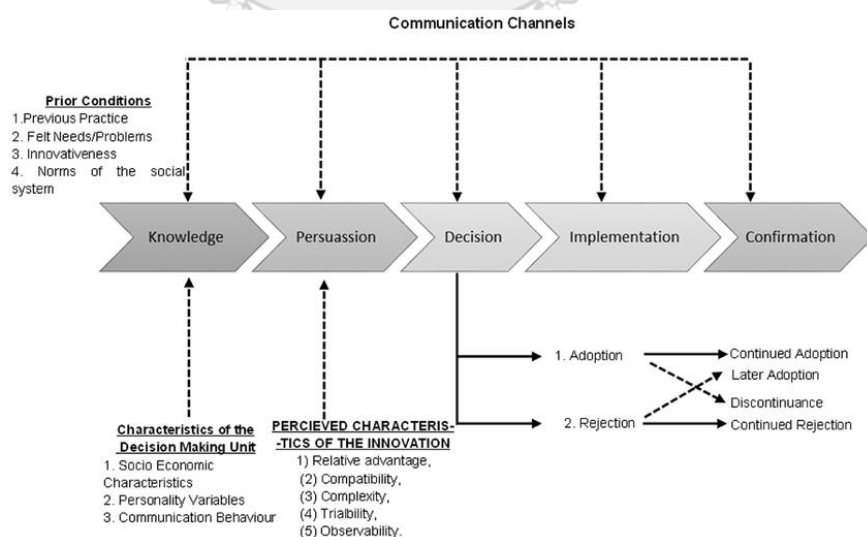 Communication Channels
Prior Conditions
1.Previous Practice
2. Felt Needs/Problems
3. Innovativeness
4. Norms of the social
system
Knowledge
Persuassion
Decision
Implementation
Confirmation
1. Adoption
Continued Adoption
Later Adoption
Discontinuance
2. Rejection
Continued Rejection
Characteristics of the
Decision Making Unit
1. Socio Economic
Characteristics
2. Personality Variables
3. Communication Behaviour
PERCIEVED CHARACTERIS-
-TICS OF THE INNOVATION
1) Relative advantage,
(2) Compatibility,
(3) Complexity,
(4) Trialbility,
(5) Observability.